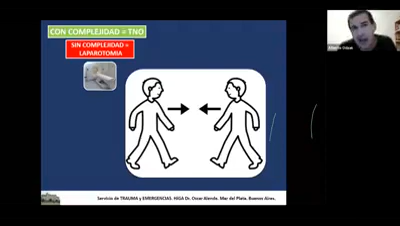 CON COMPLEJIDAD = TNO
SIN COMPLEJIDAD =
LAPAROTOMIA
Servicio de TRAUMA y EMERGENCIAS. HIGA Dr. Oscar Alende. Mar del Plata. Buenos Aires.